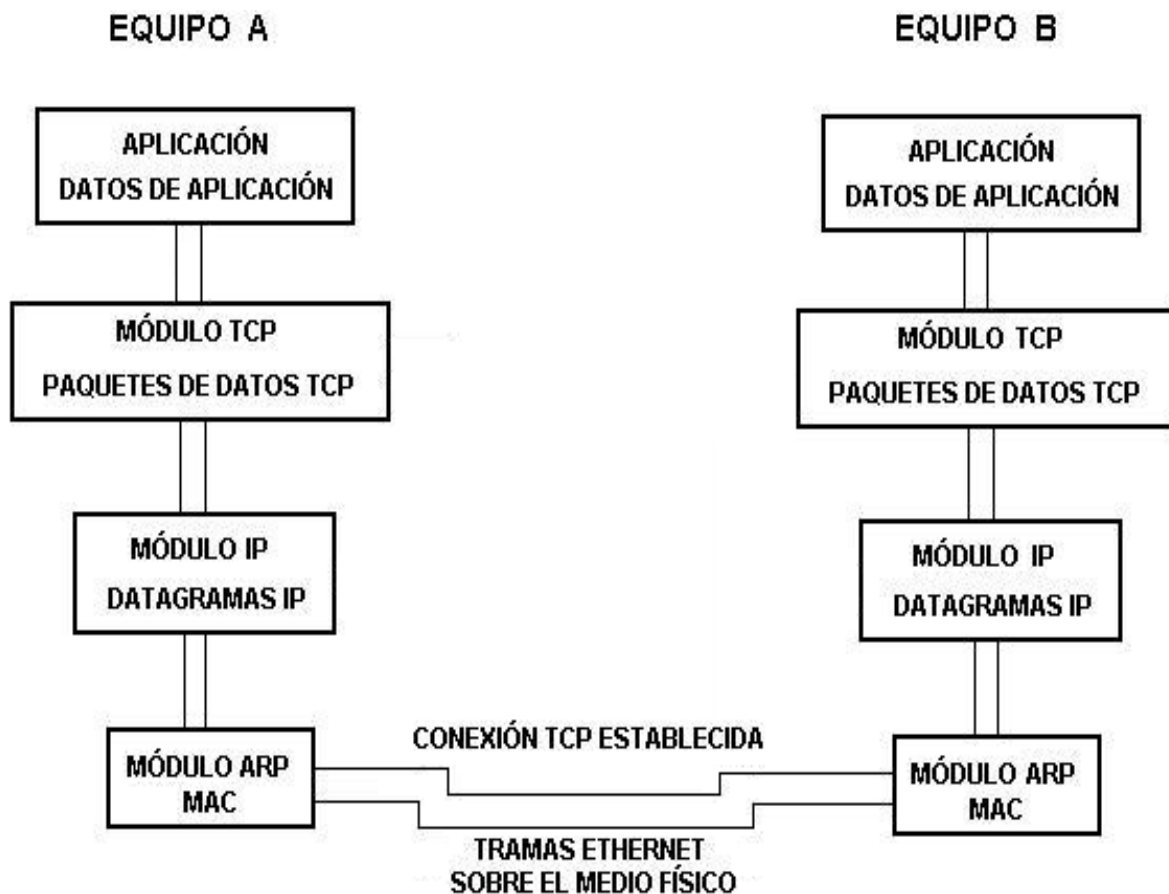 EQUIPO A
EQUIPO B
APLICACIÓN
DATOS DE APLICACIÓN
MÓDULO TCP
PAQUETES DE DATOS TCP
MÓDULO IP
DATAGRAMAS IP
MÓDULO ARP
MAC
APLICACIÓN
DATOS DE APLICACIÓN
MÓDULO TCP
PAQUETES DE DATOS TCP
MÓDULO IP
DATAGRAMAS IP
MÓDULO ARP
MAC
CONEXIÓN TCP ESTABLECIDA
TRAMAS ETHERNET
SOBRE EL MEDIO FÍSICO